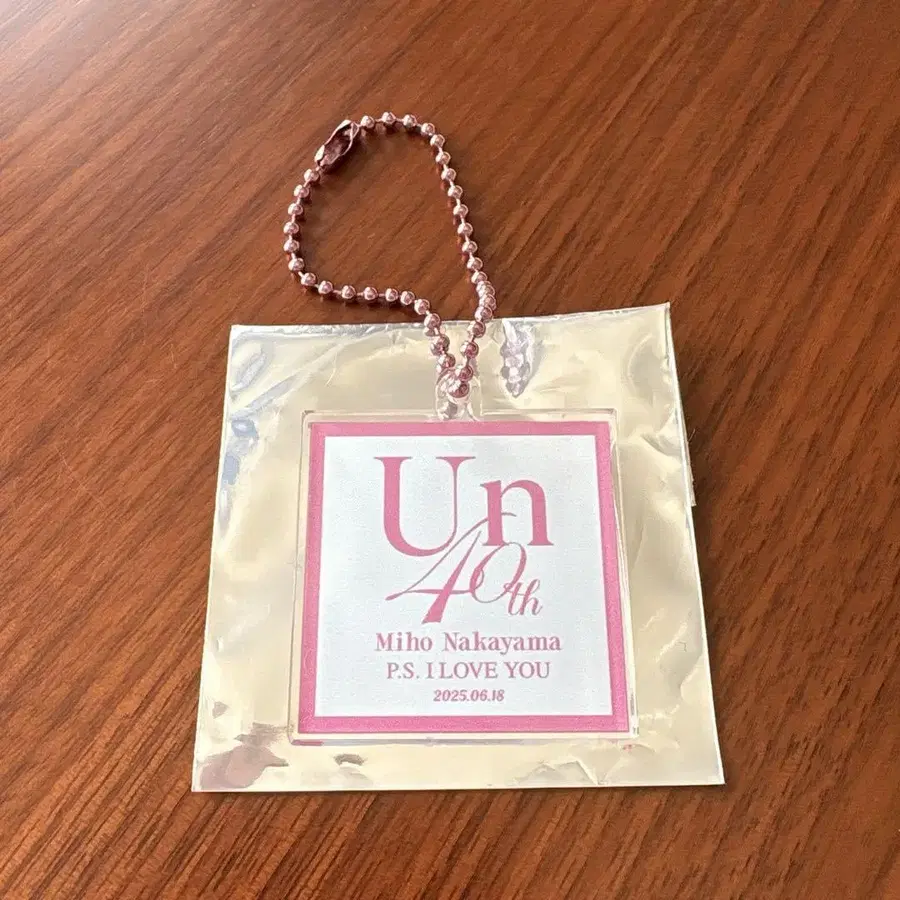 Un
40th
Miho Nakayama
P.S. I LOVE YOU
2025.06.18